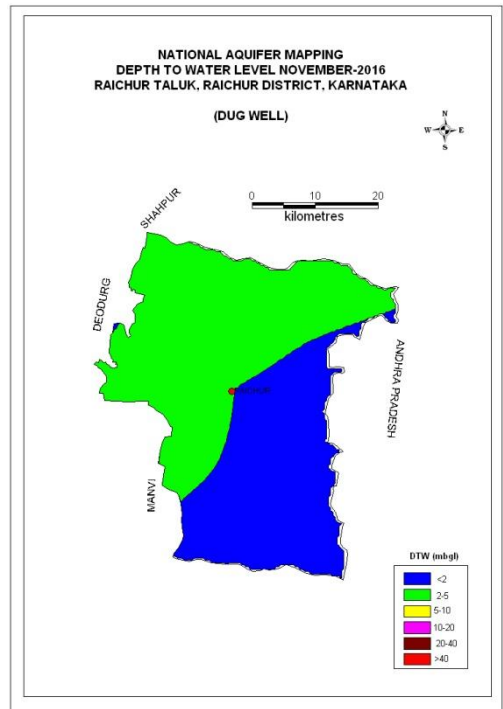 NATIONAL AQUIFER MAPPING
DEPTH TO WATER LEVEL NOVEMBER-2016
RAICHUR TALUK, RAICHUR DISTRICT, KARNATAKA
(DUG WELL)
N
W E
S
0 10 20
kilometres
SHAHPUR
DEODURG
ANDHRA PRADESH
RAICHUR
MANVI
DTW (mbgl)
<2
2-5
5-10
10-20
20-40
>40